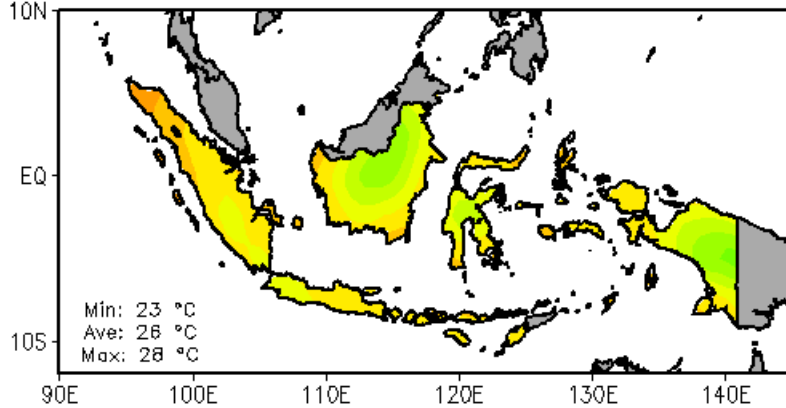 10N
EQ
10S
Min: 23 °C
Ave: 26 °C
Max: 28 °C
90E 100E 110E 120E 130E 140E